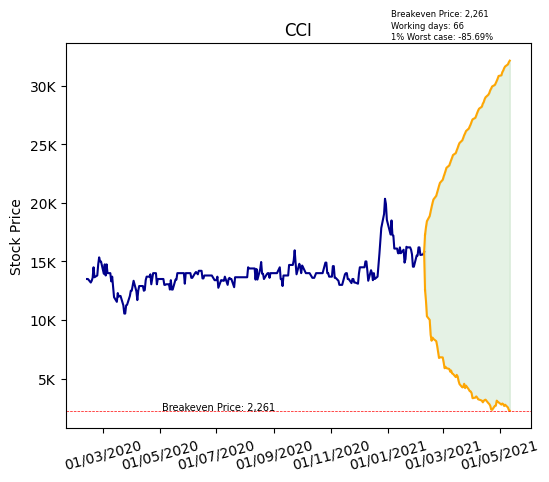 Breakeven Price: 2,261
Working days: 66
1% Worst case: -85.69%
CCI
Stock Price
30K
25K
20K
15K
10K
5K
Breakeven Price: 2,261
01/03/2020
01/05/2020
01/07/2020
01/09/2020
01/11/2020
01/01/2021
01/03/2021
01/05/2021